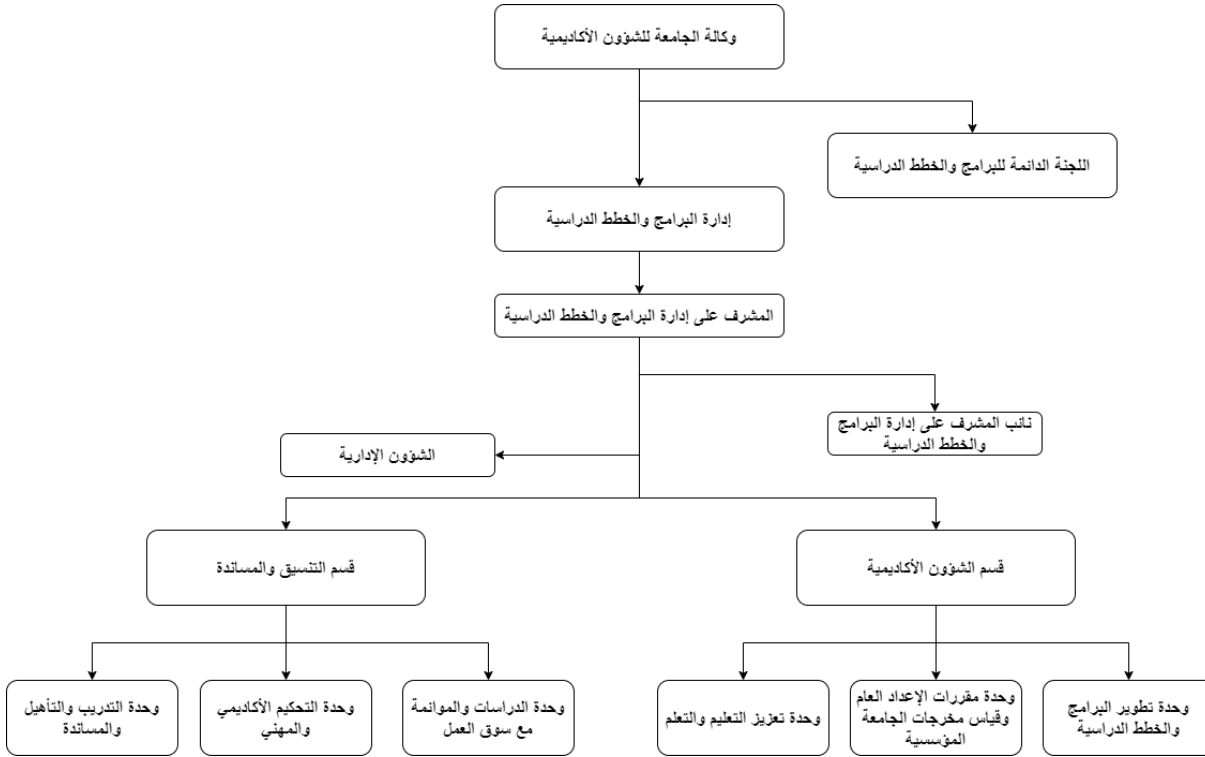 وكالة الجامعة للشؤون الأكاديمية
اللجنة الدائمة للبرامج والخطط الدراسية
إدارة البرامج والخطط الدراسية
المشرف على إدارة البرامج والخطط الدراسية
نائب المشرف على إدارة البرامج
والخطط الدراسية
الشؤون الإدارية
قسم الشؤون الأكاديمية
قسم التنسيق والمساندة
وحدة تطوير البرامج
والخطط الدراسية
وحدة مقررات الإعداد العام
وقياس مخرجات الجامعة
المؤسسية
وحدة تعزيز التعليم والتعلم
وحدة الدراسات والموائمة
مع سوق العمل
وحدة التحكيم الأكاديمي
والمهني
وحدة التدريب والتأهيل
والمساندة